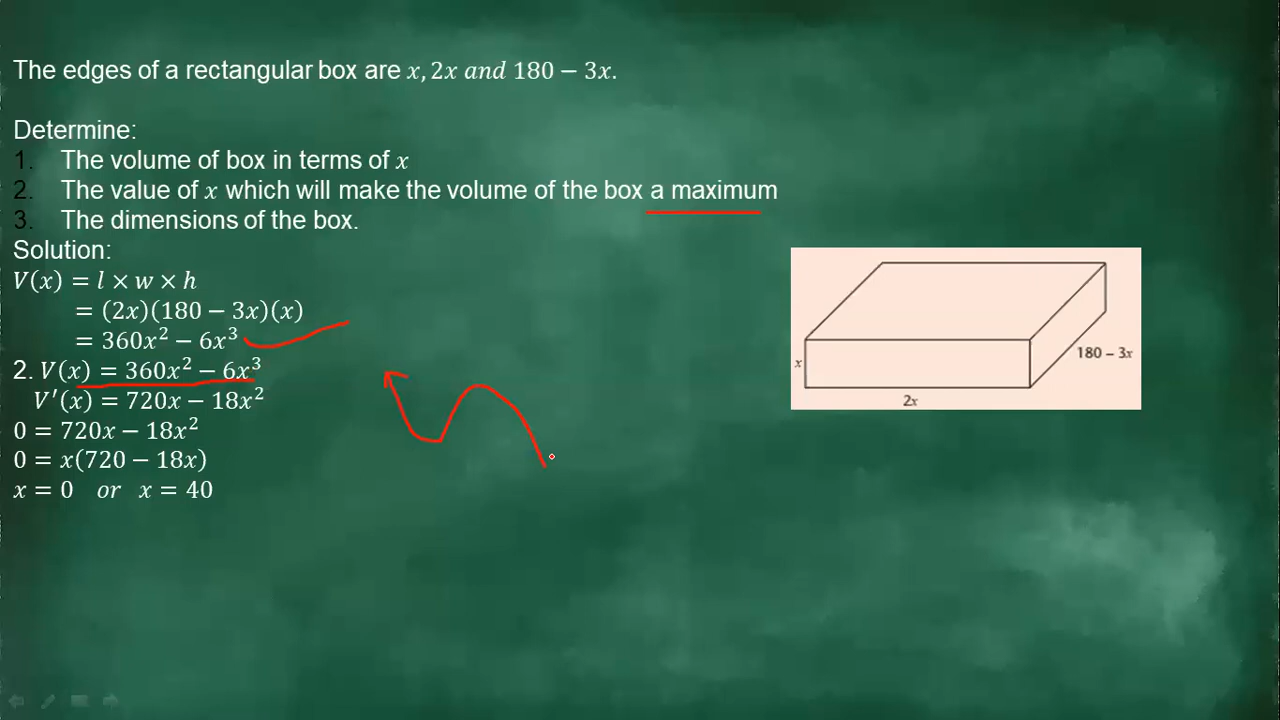 The edges of a rectangular box are x, 2x and 180 − 3x.
Determine:
1. The volume of box in terms of x
2. The value of x which will make the volume of the box a maximum
3. The dimensions of the box.
Solution:
V(x) = l × w × h
= (2x)(180 − 3x)(x)
= 360x² − 6x³
2. V(x) = 360x² − 6x³
V′(x) = 720x − 18x²
0 = 720x − 18x²
0 = x(720 − 18x)
x = 0 or x = 40
x
180 − 3x
2x